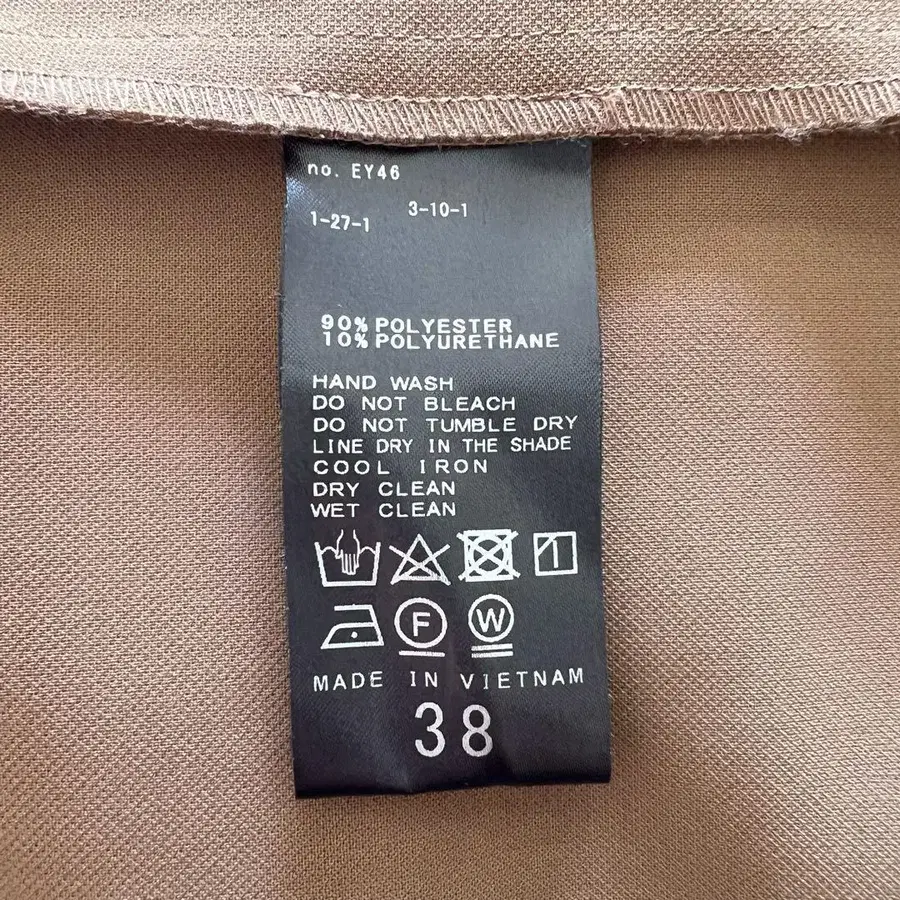 no. EY46
3-10-1
1-27-1
90% POLYESTER
10% POLYURETHANE
HAND WASH
DO NOT BLEACH
DO NOT TUMBLE DRY
LINE DRY IN THE SHADE
COOL IRON
DRY CLEAN
WET CLEAN
F W
MADE IN VIETNAM
38